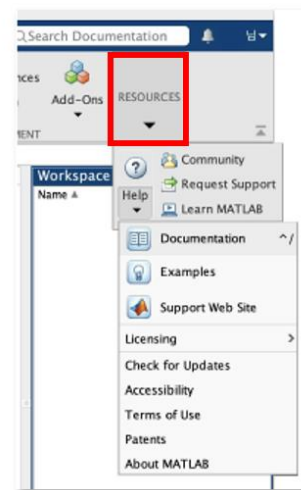 Search Documentation 님
nces
Add-Ons RESOURCES
MENT
Community
Workspace
Request Support
Name Help
Learn MATLAB
Documentation ^/
Examples
Support Web Site
Licensing >
Check for Updates
Accessibility
Terms of Use
Patents
About MATLAB